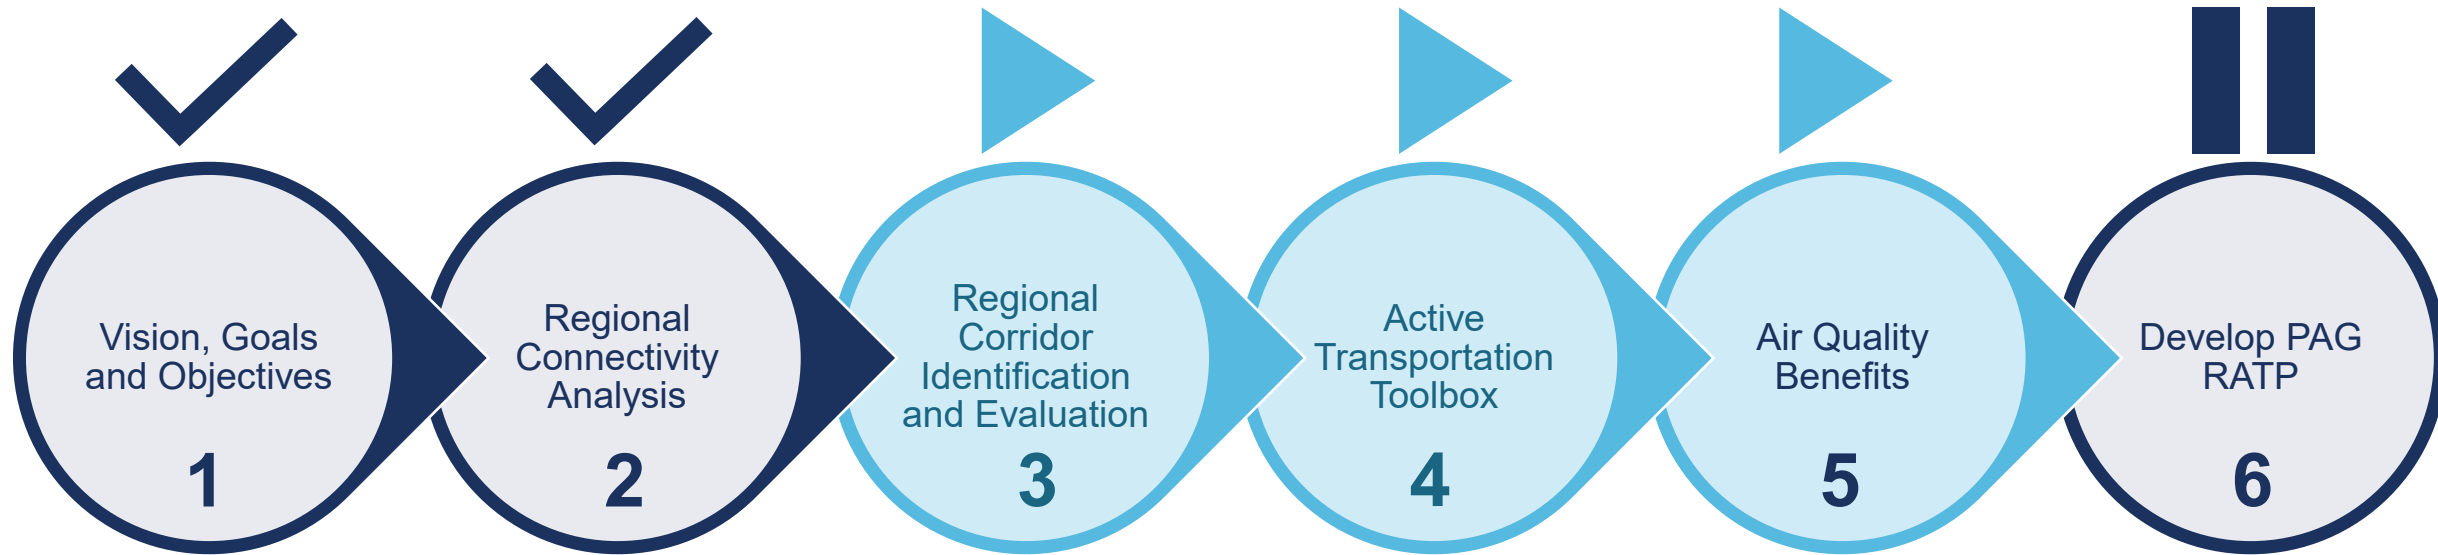 Vision, Goals
and Objectives
1
Regional
Connectivity
Analysis
2
Regional
Corridor
Identification
and Evaluation
3
Active
Transportation
Toolbox
4
Air Quality
Benefits
5
Develop PAG
RATP
6